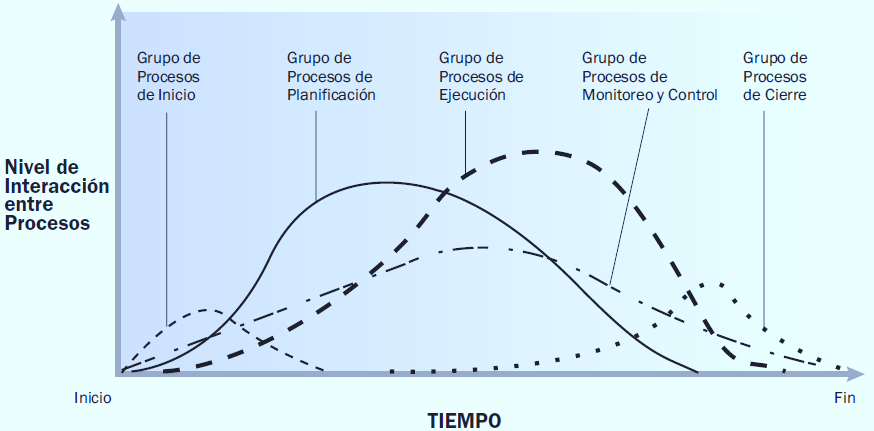 Grupo de
Procesos
de Inicio
Grupo de
Procesos de
Planificación
Grupo de
Procesos de
Ejecución
Grupo de
Procesos de
Monitoreo y Control
Grupo de
Procesos
de Cierre
Nivel de
Interacción
entre
Procesos
Inicio
Fin
TIEMPO